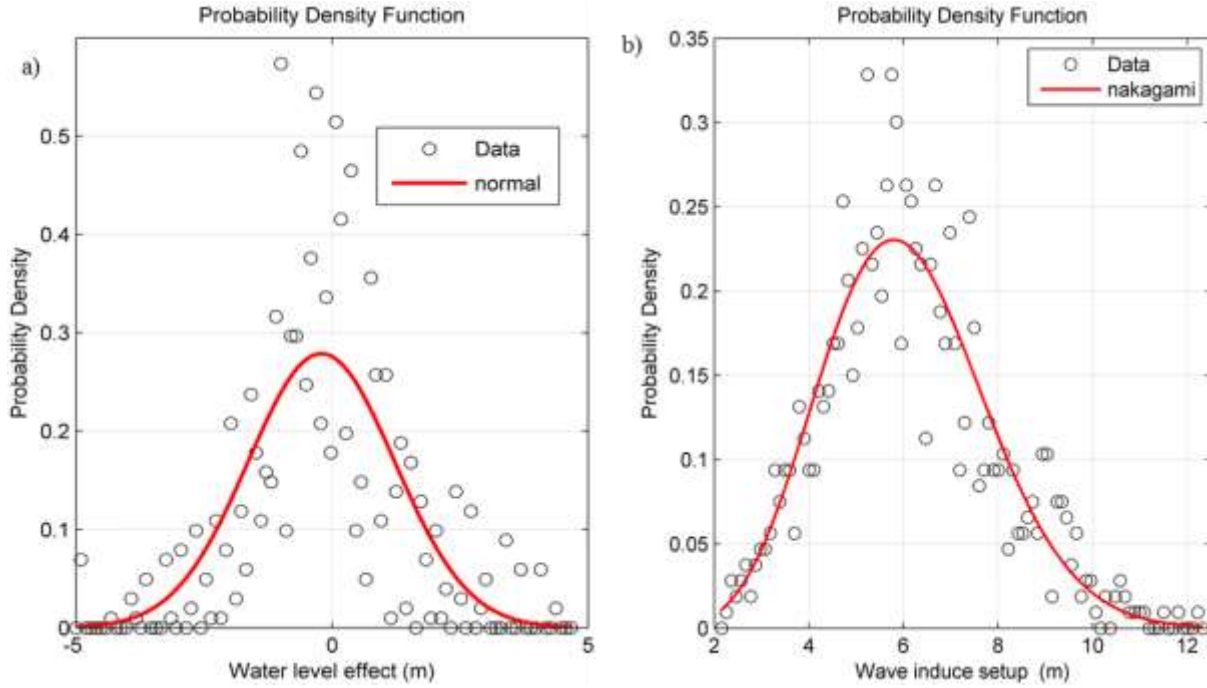 Probability Density Function
a)
0.5
0.4
0.3
0.2
0.1
0
Probability Density
Data
normal
-5
0
5
Water level effect (m)
Probability Density Function
b)
0.35
0.3
0.25
0.2
0.15
0.1
0.05
0
Probability Density
Data
nakagami
2
4
6
8
10
12
Wave induce setup (m)